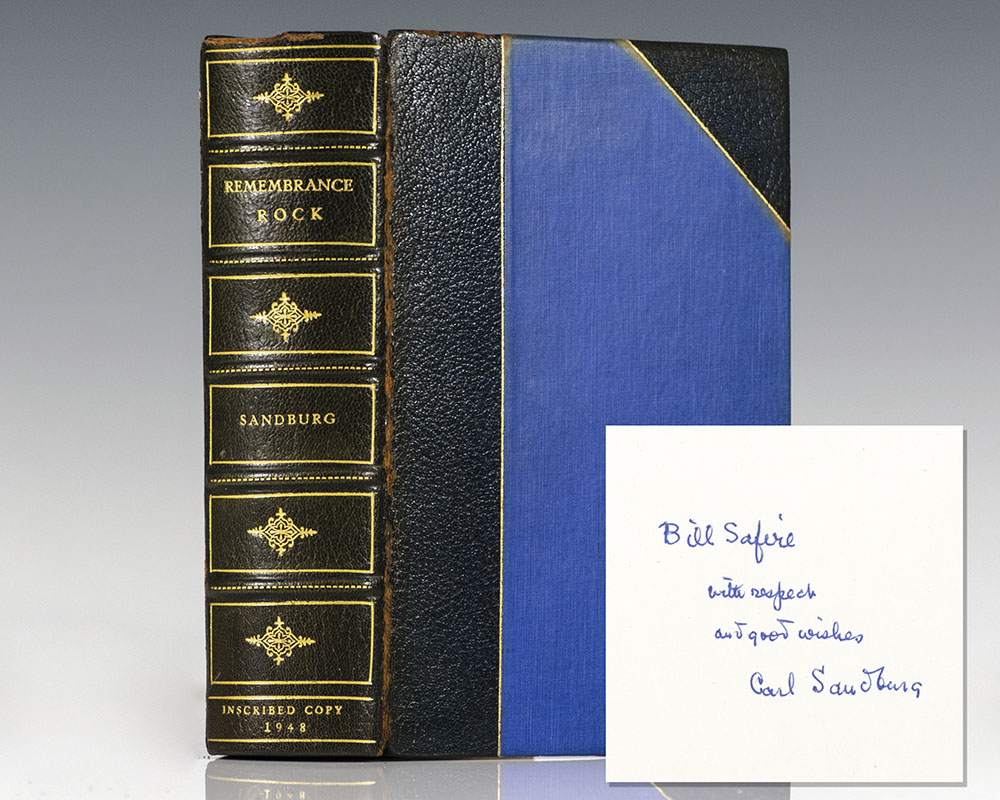 REMEMBRANCE
ROCK
SANDBURG
INSCRIBED COPY
1948
Bill Safire
with respect
and good wishes
Carl Sandburg